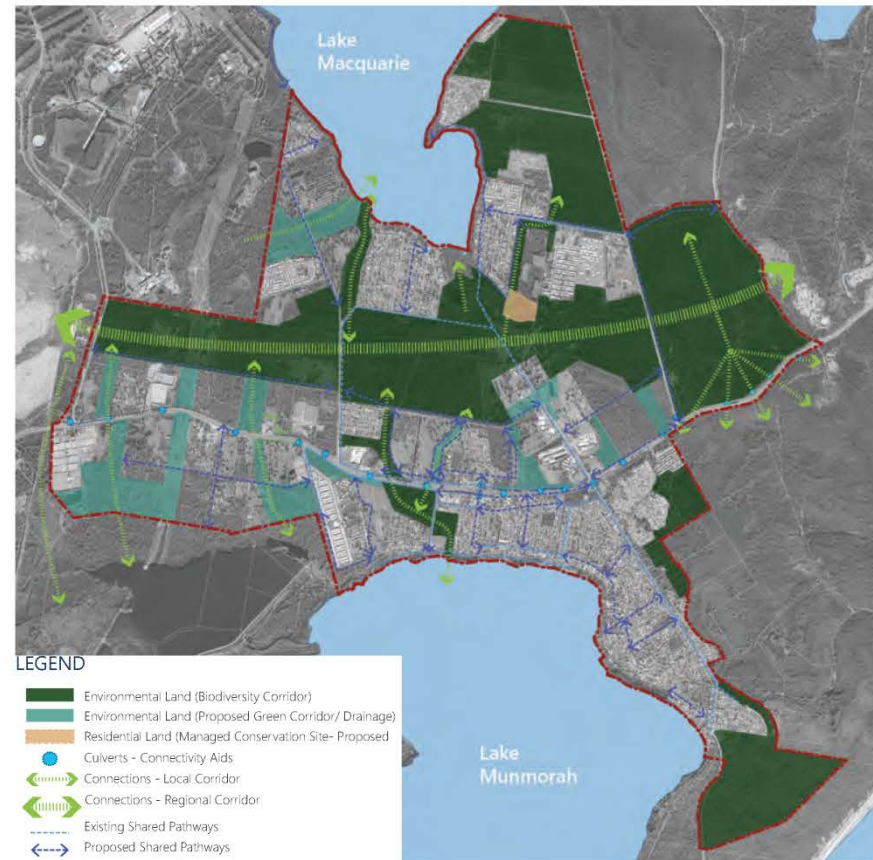 Lake
Macquarie
Lake
Munmorah
LEGEND
Environmental Land (Biodiversity Corridor)
Environmental Land (Proposed Green Corridor/ Drainage)
Residential Land (Managed Conservation Site- Proposed
Culverts - Connectivity Aids
Connections - Local Corridor
Connections - Regional Corridor
Existing Shared Pathways
Proposed Shared Pathways